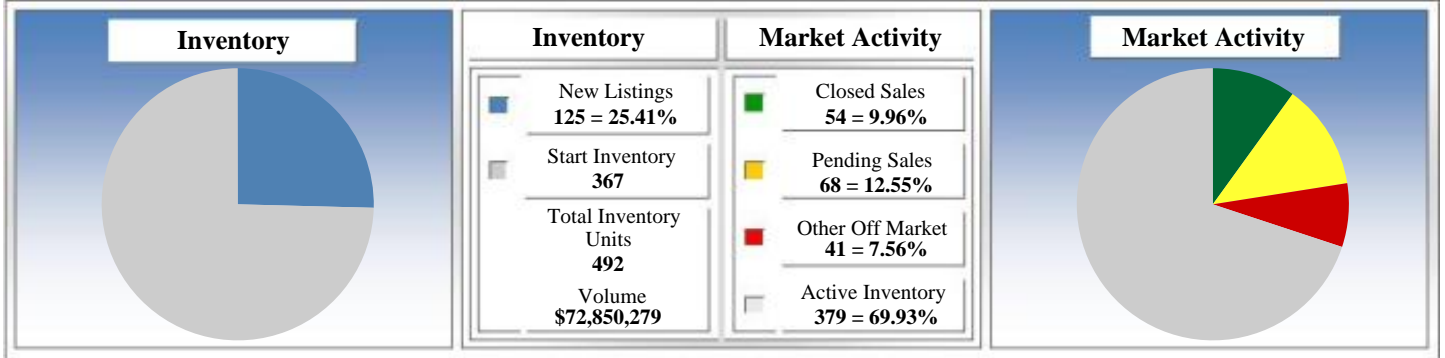 Inventory
Inventory
Market Activity
Market Activity
New Listings
125 = 25.41%
Start Inventory
367
Total Inventory
Units
492
Volume
$72,850,279
Closed Sales
54 = 9.96%
Pending Sales
68 = 12.55%
Other Off Market
41 = 7.56%
Active Inventory
379 = 69.93%